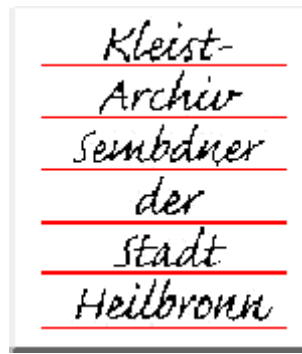 Kleist-
Archiv
Sembdner
der
Stadt
Heilbronn